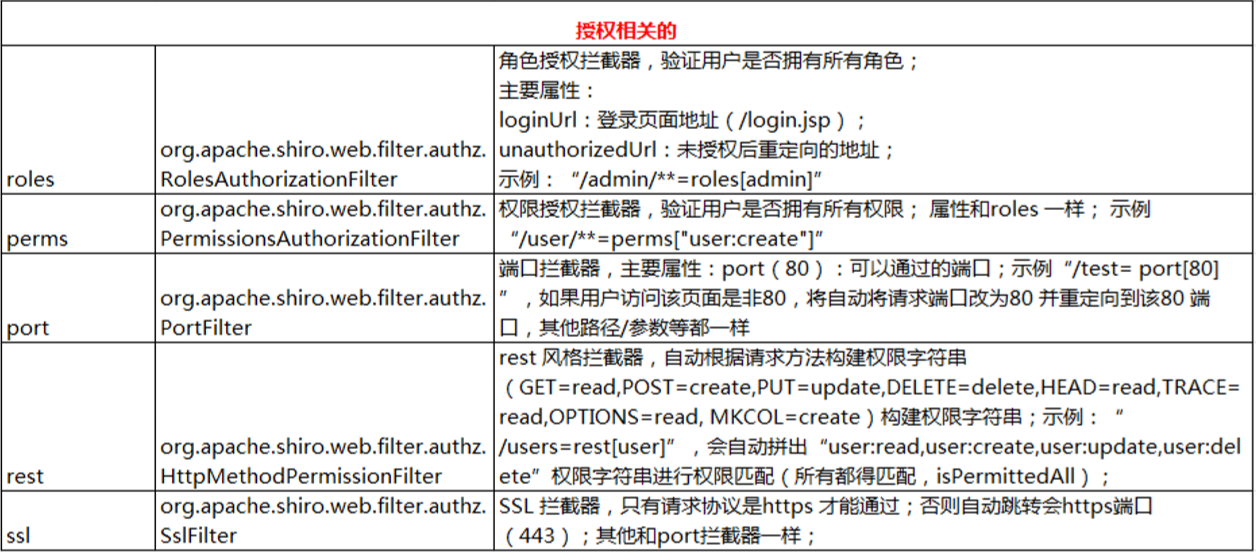 授权相关的
roles
org.apache.shiro.web.filter.authz.
RolesAuthorizationFilter
角色授权拦截器，验证用户是否拥有所有角色；
主要属性：
loginUrl：登录页面地址（/login.jsp）；
unauthorizedUrl：未授权后重定向的地址；
示例：“/admin/**=roles[admin]”
perms
org.apache.shiro.web.filter.authz.
PermissionsAuthorizationFilter
权限授权拦截器，验证用户是否拥有所有权限； 属性和roles 一样； 示例
“/user/**=perms["user:create"]”
port
org.apache.shiro.web.filter.authz.
PortFilter
端口拦截器，主要属性：port（80）：可以通过的端口；示例“/test= port[80]
”，如果用户访问该页面是非80，将自动将请求端口改为80 并重定向到该80 端
口，其他路径/参数等都一样
rest
org.apache.shiro.web.filter.authz.
HttpMethodPermissionFilter
rest 风格拦截器，自动根据请求方法构建权限字符串
（GET=read,POST=create,PUT=update,DELETE=delete,HEAD=read,TRACE=
read,OPTIONS=read, MKCOL=create）构建权限字符串；示例：“
/users=rest[user]”，会自动拼出“user:read,user:create,user:update,user:del
ete”权限字符串进行权限匹配（所有都得匹配，isPermittedAll）；
ssl
org.apache.shiro.web.filter.authz.
SslFilter
SSL 拦截器，只有请求协议是https 才能通过；否则自动跳转会https端口
（443）；其他和port拦截器一样；